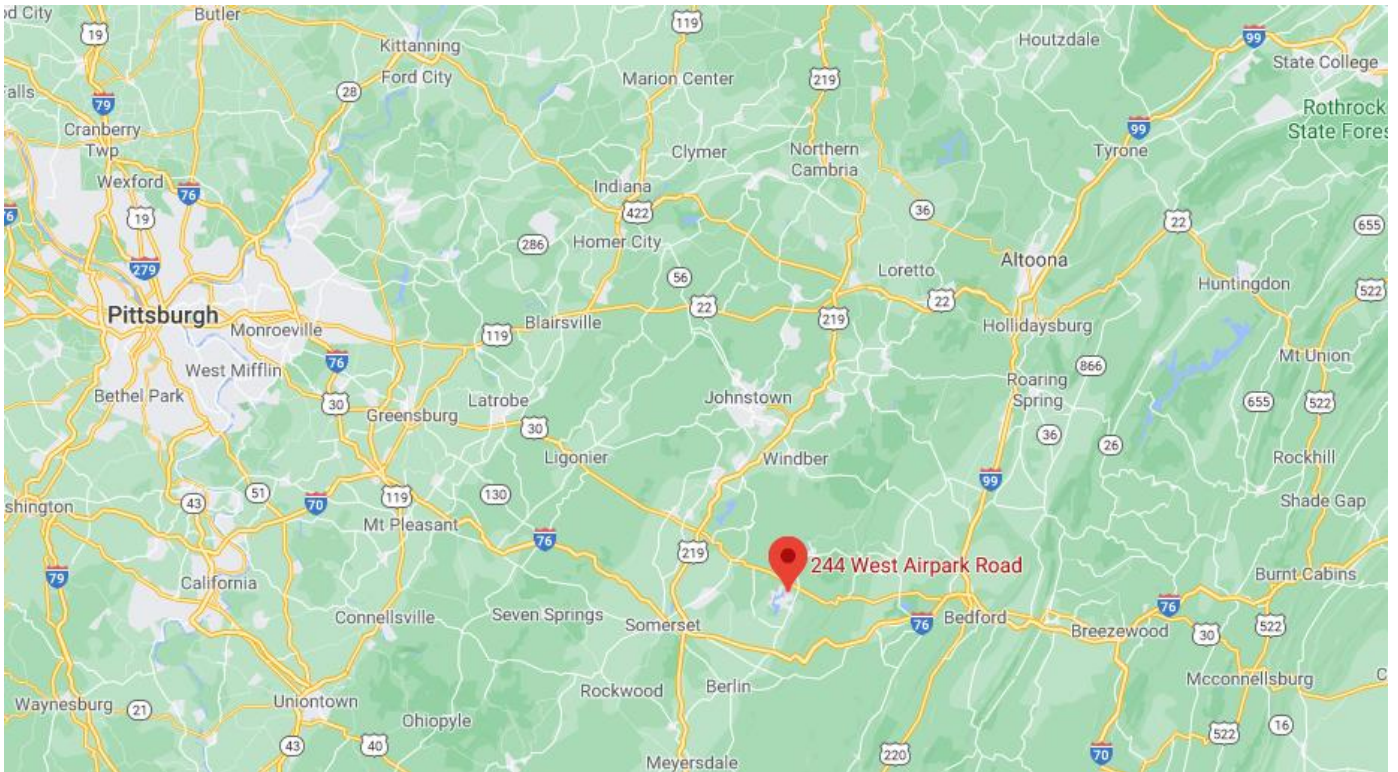 od City
Butler
19
119
Kittanning
Ford City
Marion Center
219
Houtzdale
99
State College
Falls
79
28
Cranberry
Twp
Rothrock
State Fores
99
Tyrone
Clymer
Northern
Cambria
Wexford
76
Indiana
76
19
422
36
22
655
286
Homer City
Altoona
279
56
Loretto
Huntingdon
22
22
522
Pittsburgh
Monroeville
119
Blairsville
219
Hollidaysburg
West Mifflin
76
Mt Union
866
Bethel Park
30
Greensburg
Latrobe
Johnstown
Roaring
Spring
655
522
30
36
26
Ligonier
Windber
Rockhill
99
shington
43
51
70
119
130
Shade Gap
Mt Pleasant
76
219
244 West Airpark Road
79
California
Burnt Cabins
Connellsville
Seven Springs
Somerset
76
Bedford
Breezewood
76
30
522
Mcconnellsburg
C
Waynesburg
21
Uniontown
Rockwood
Berlin
Ohiopyle
43
40
220
70
522
16
Meyersdale